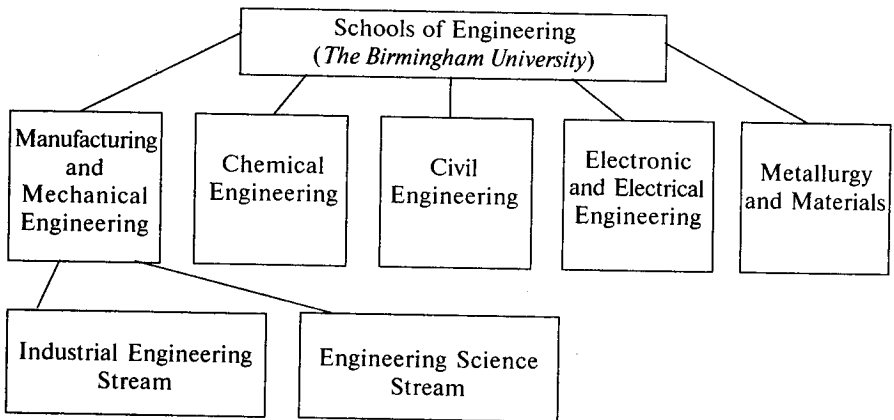 Schools of Engineering
(The Birmingham University)
Manufacturing
and
Mechanical
Engineering
Chemical
Engineering
Civil
Engineering
Electronic
and Electrical
Engineering
Metallurgy
and Materials
Industrial Engineering
Stream
Engineering Science
Stream